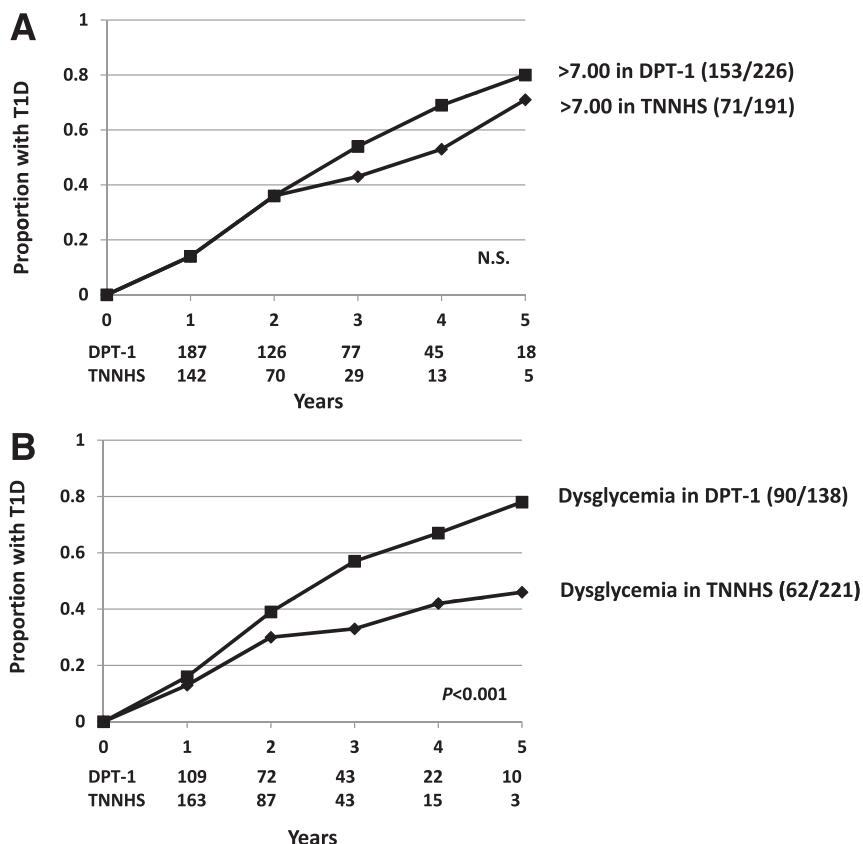 A
Proportion with T1D
1
0.8
0.6
0.4
0.2
0
>7.00 in DPT-1 (153/226)
>7.00 in TNNHS (71/191)
N.S.
0 1 2 3 4 5
DPT-1 187 126 77 45 18
TNNHS 142 70 29 13 5
Years
B
Proportion with T1D
1
0.8
0.6
0.4
0.2
0
Dysglycemia in DPT-1 (90/138)
Dysglycemia in TNNHS (62/221)
P<0.001
0 1 2 3 4 5
DPT-1 109 72 43 22 10
TNNHS 163 87 43 15 3
Years